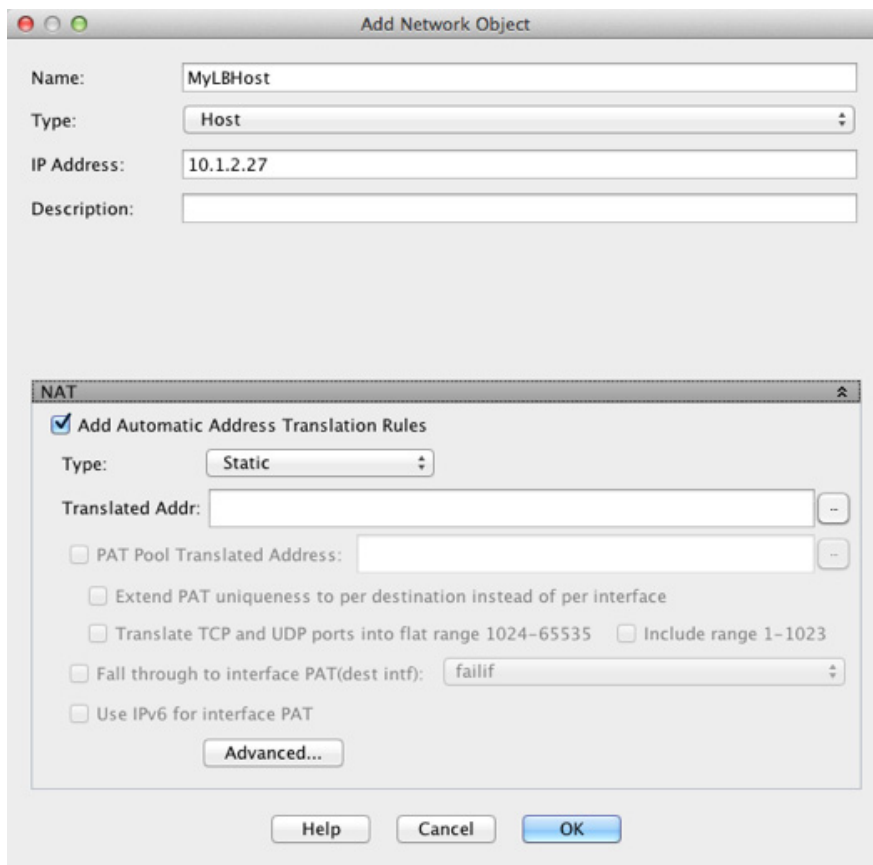 Add Network Object
Name: MyLBHost
Type: Host
IP Address: 10.1.2.27
Description:
NAT
Add Automatic Address Translation Rules
Type: Static
Translated Addr: ..
PAT Pool Translated Address: ..
Extend PAT uniqueness to per destination instead of per interface
Translate TCP and UDP ports into flat range 1024-65535 Include range 1-1023
Fall through to interface PAT(dest intf): failif
Use IPv6 for interface PAT
Advanced...
Help Cancel OK